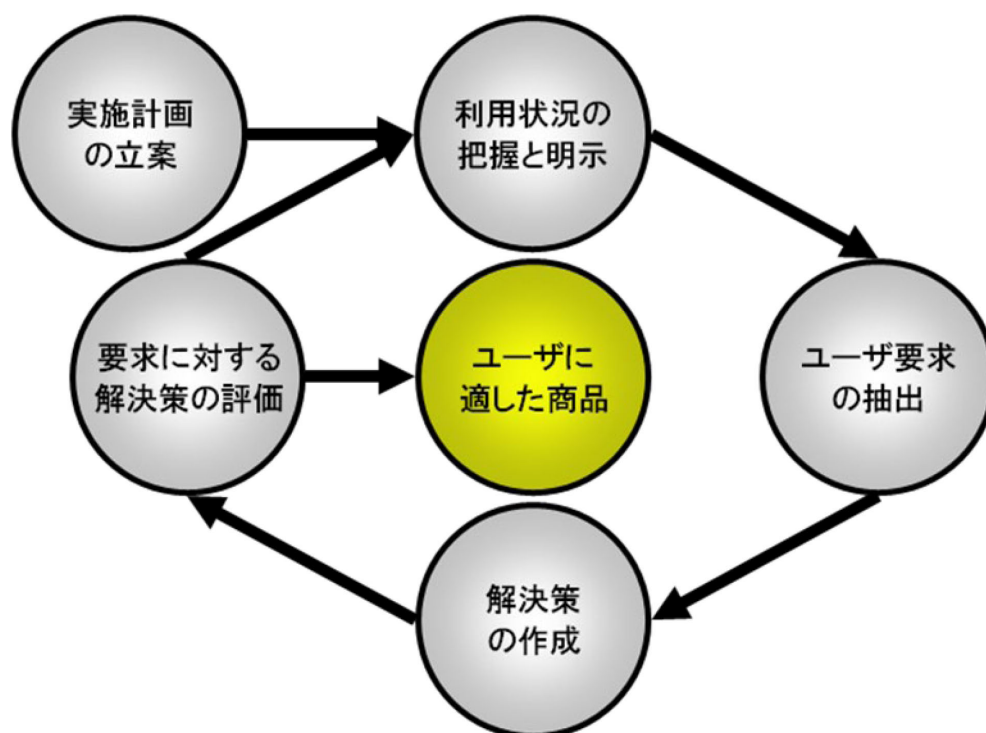 実施計画
の立案
利用状況の
把握と明示
要求に対する
解決策の評価
ユーザに
適した商品
ユーザ要求
の抽出
解決策
の作成